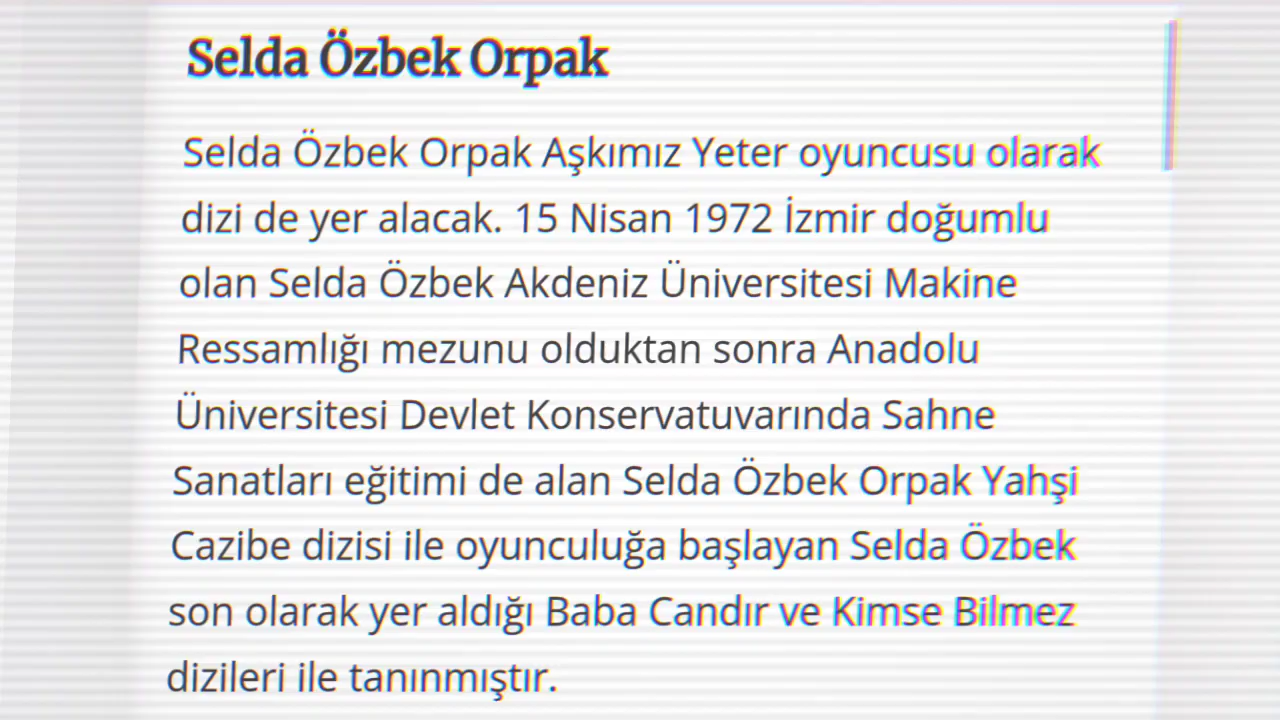 Selda Özbek Orpak
Selda Özbek Orpak Aşkımız Yeter oyuncusu olarak
dizi de yer alacak. 15 Nisan 1972 İzmir doğumlu
olan Selda Özbek Akdeniz Üniversitesi Makine
Ressamlığı mezunu olduktan sonra Anadolu
Üniversitesi Devlet Konservatuvarında Sahne
Sanatları eğitimi de alan Selda Özbek Orpak Yahşi
Cazibe dizisi ile oyunculuğa başlayan Selda Özbek
son olarak yer aldığı Baba Candır ve Kimse Bilmez
dizileri ile tanınmıştır.